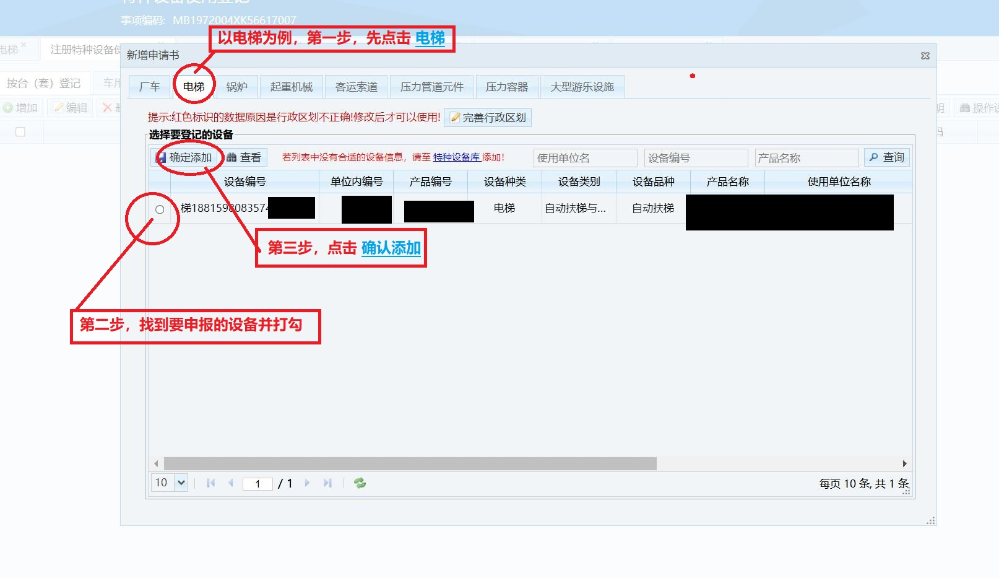 特种设备使用登记
事项编码: MB1972004XK56617007
以电梯为例，第一步，先点击 电梯
电梯
注册特种设备使
新增申请书
按台（套）登记
车用
厂车
电梯
锅炉
起重机械
客运索道
压力管道元件
压力容器
大型游乐设施
增加
编辑
明
操作说
提示:红色标识的数据原因是行政区划不正确!修改后才可以使用!
完善行政区划
码
选择要登记的设备
确定添加
查看
若列表中没有合适的设备信息，请至 特种设备库 添加！
使用单位名
设备编号
产品名称
查询
设备编号
单位内编号
产品编号
设备种类
设备类别
设备品种
产品名称
使用单位名称
梯1881598083574
电梯
自动扶梯与...
自动扶梯
第三步，点击 确认添加
第二步，找到要申报的设备并打勾
10
1 / 1
每页 10 条, 共 1 条